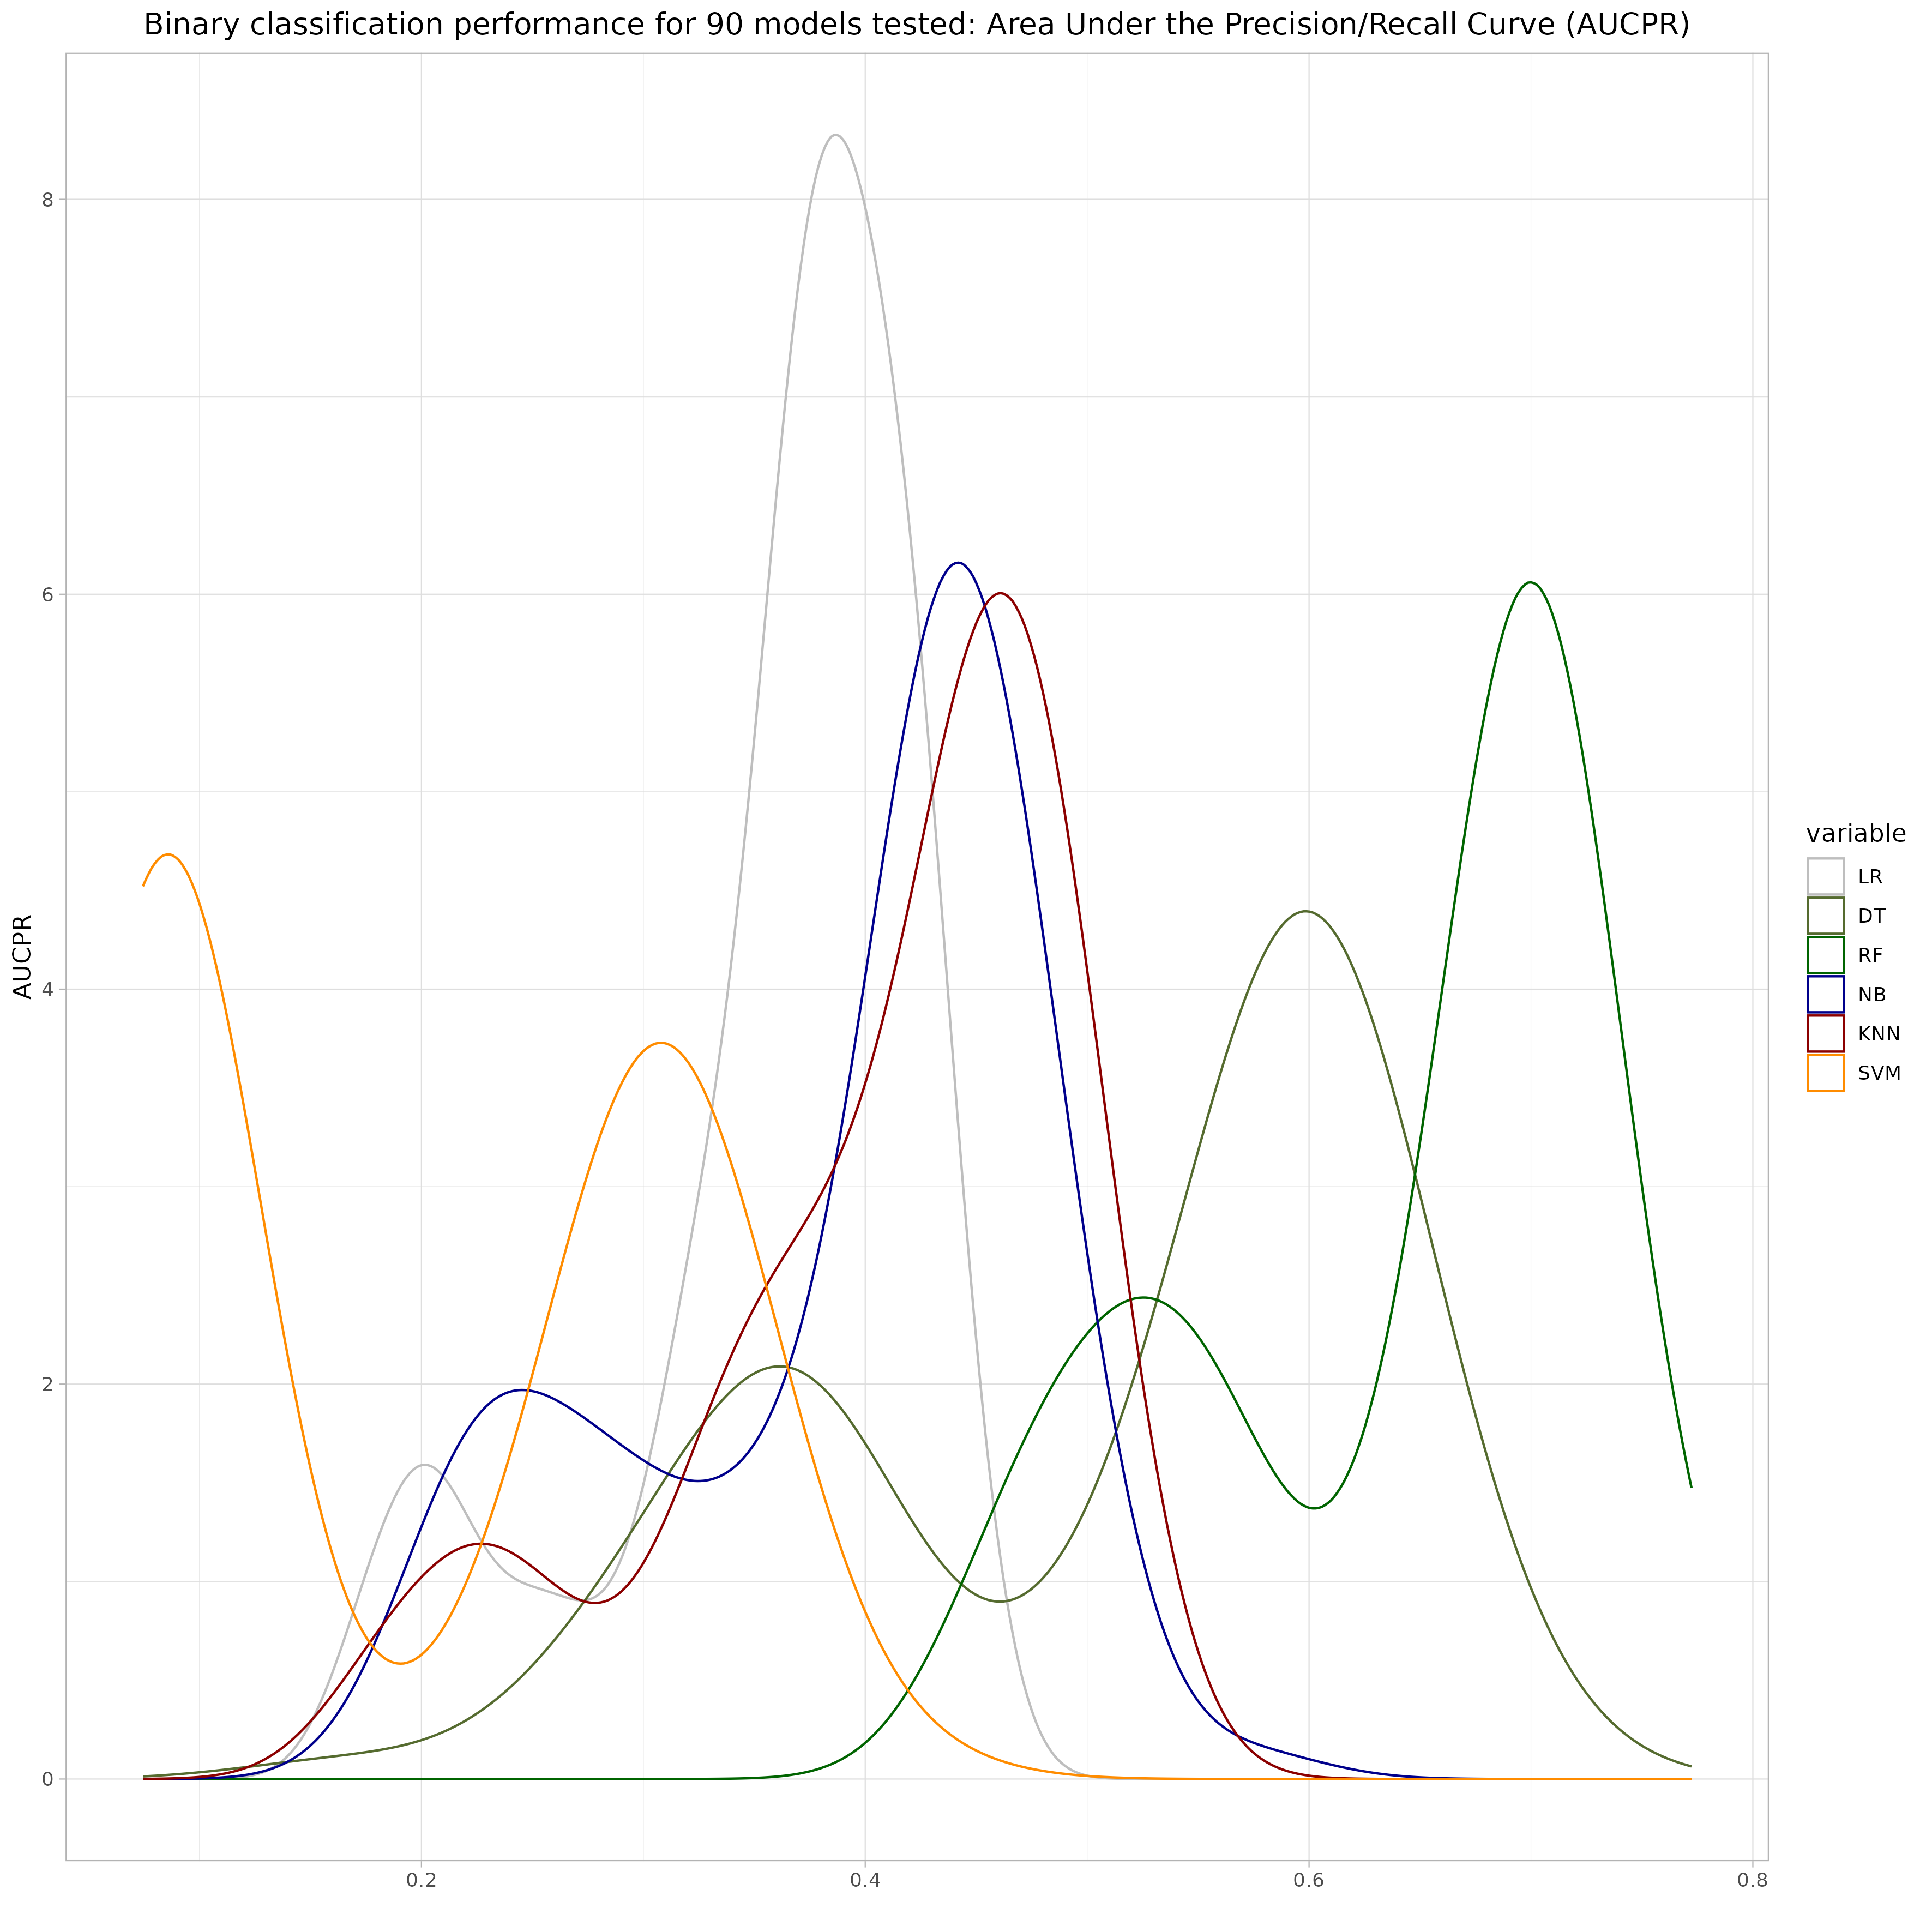 Binary classification performance for 90 models tested: Area Under the Precision/Recall Curve (AUCPR)
8
6
4
2
0
AUCPR
0.2 0.4 0.6 0.8
variable
LR
DT
RF
NB
KNN
SVM